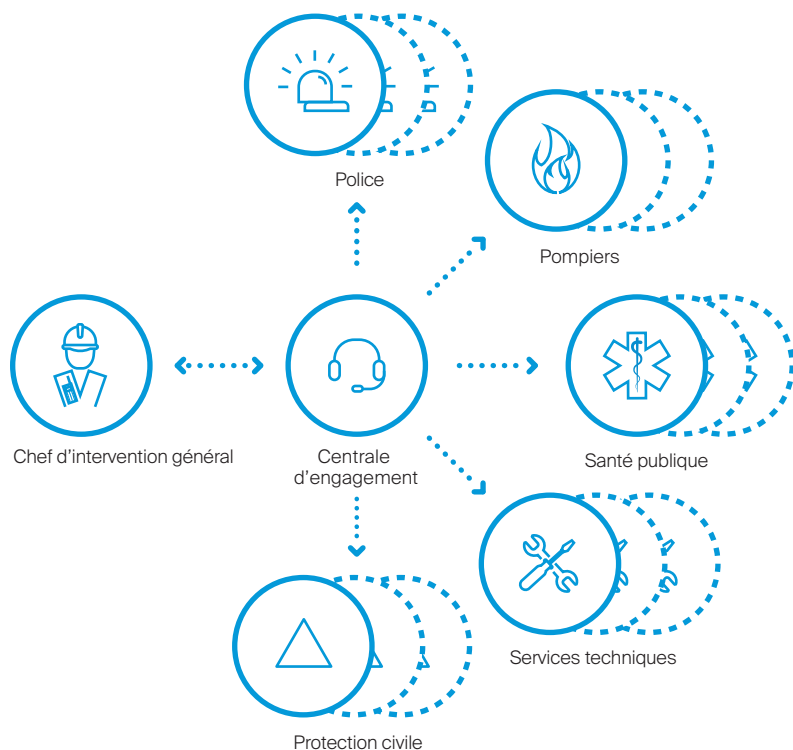 Police
Pompiers
Chef d'intervention général
Centrale
d'engagement
Santé publique
Services techniques
Protection civile